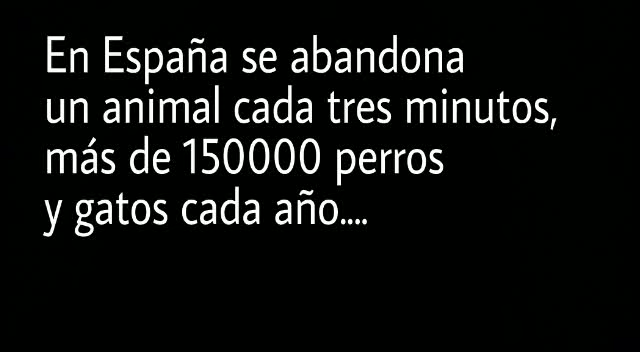 En España se abandona
un animal cada tres minutos,
más de 150000 perros
y gatos cada año....